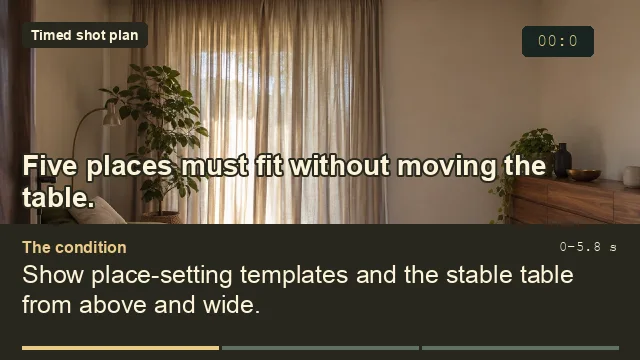 Timed shot plan
00:0
Five places must fit without moving the
table.
The condition
0–5.8 s
Show place-setting templates and the stable table
from above and wide.